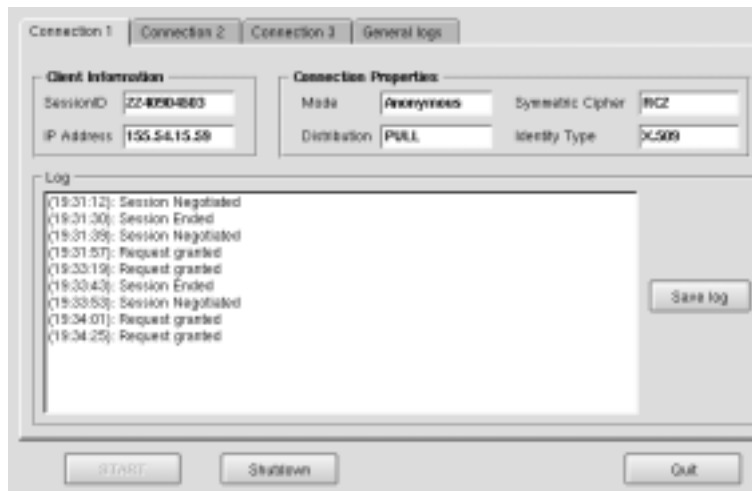 Connection 1 Connection 2 Connection 3 General logs
Client Information Connection Properties
SessionID 2240904803 Mode Anonymous Symmetric Cipher RC2
IP Address 155.54.15.59 Distribution PULL Identity Type X.509
Log
(19:31:12): Session Negotiated
(19:31:30): Session Ended
(19:31:39): Session Negotiated
(19:31:57): Request granted
(19:33:19): Request granted
(19:33:43): Session Ended
(19:33:53): Session Negotiated
(19:34:01): Request granted
(19:34:25): Request granted
Save log
START Shutdown Quit